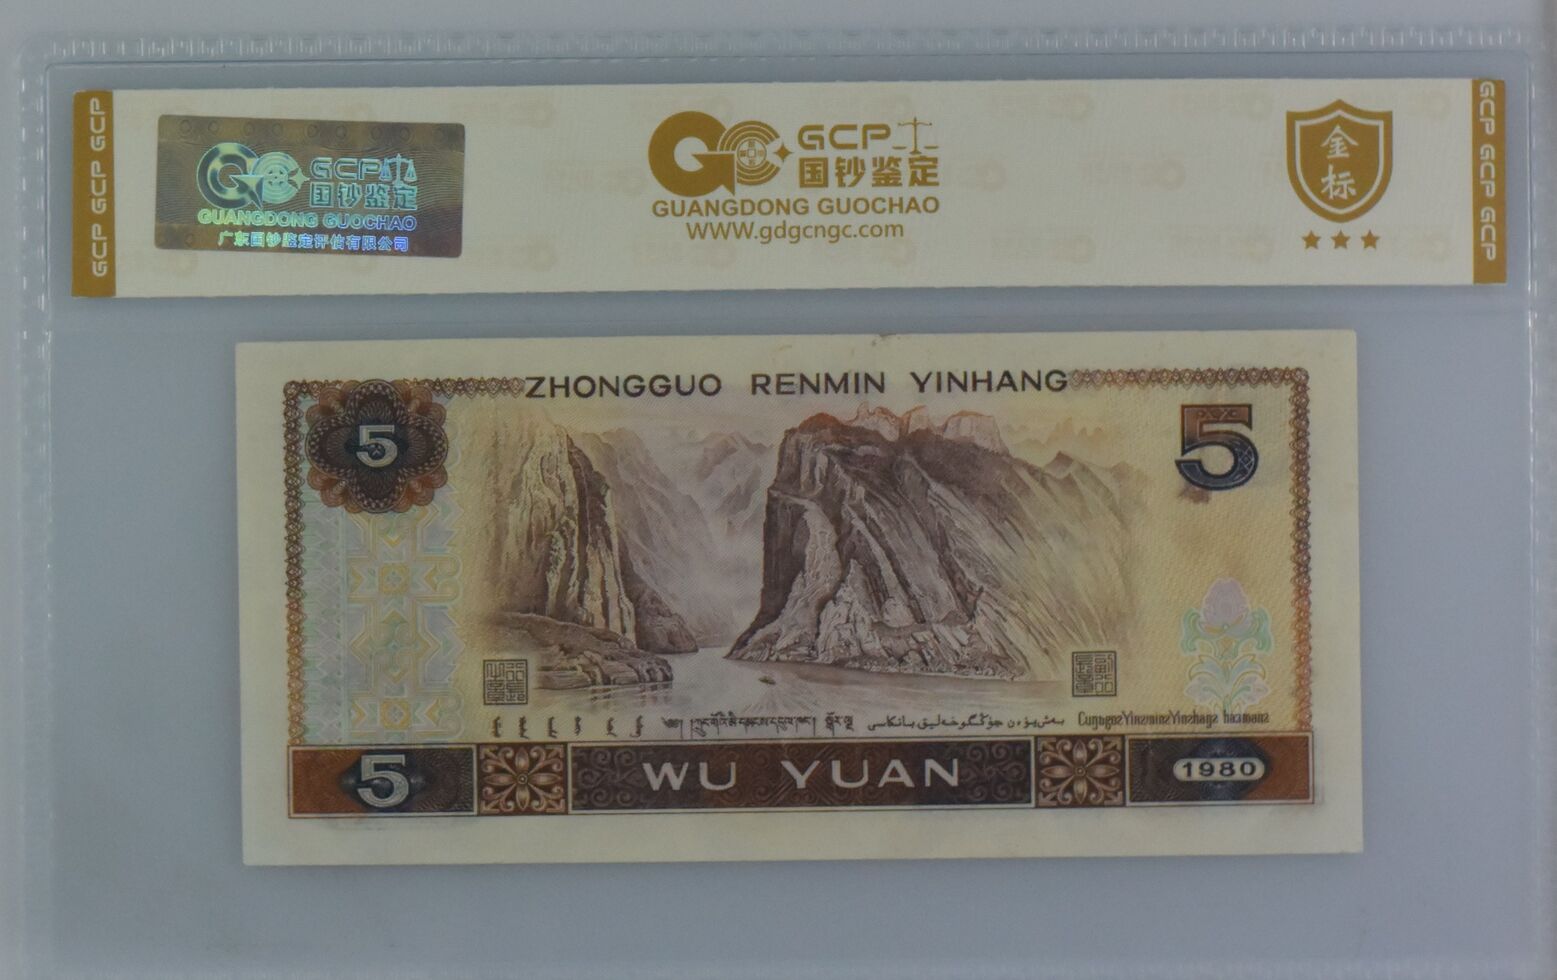 GCP GCP GCP
GCP
国钞鉴定
GUANGDONG GUOCHAO
广东国钞鉴定评估有限公司
GCP
国钞鉴定
GUANGDONG GUOCHAO
WWW.gdgcngc.com
金标
GCP GCP GCP
ZHONGGUO RENMIN YINHANG
5
5
5
WU YUAN
1980